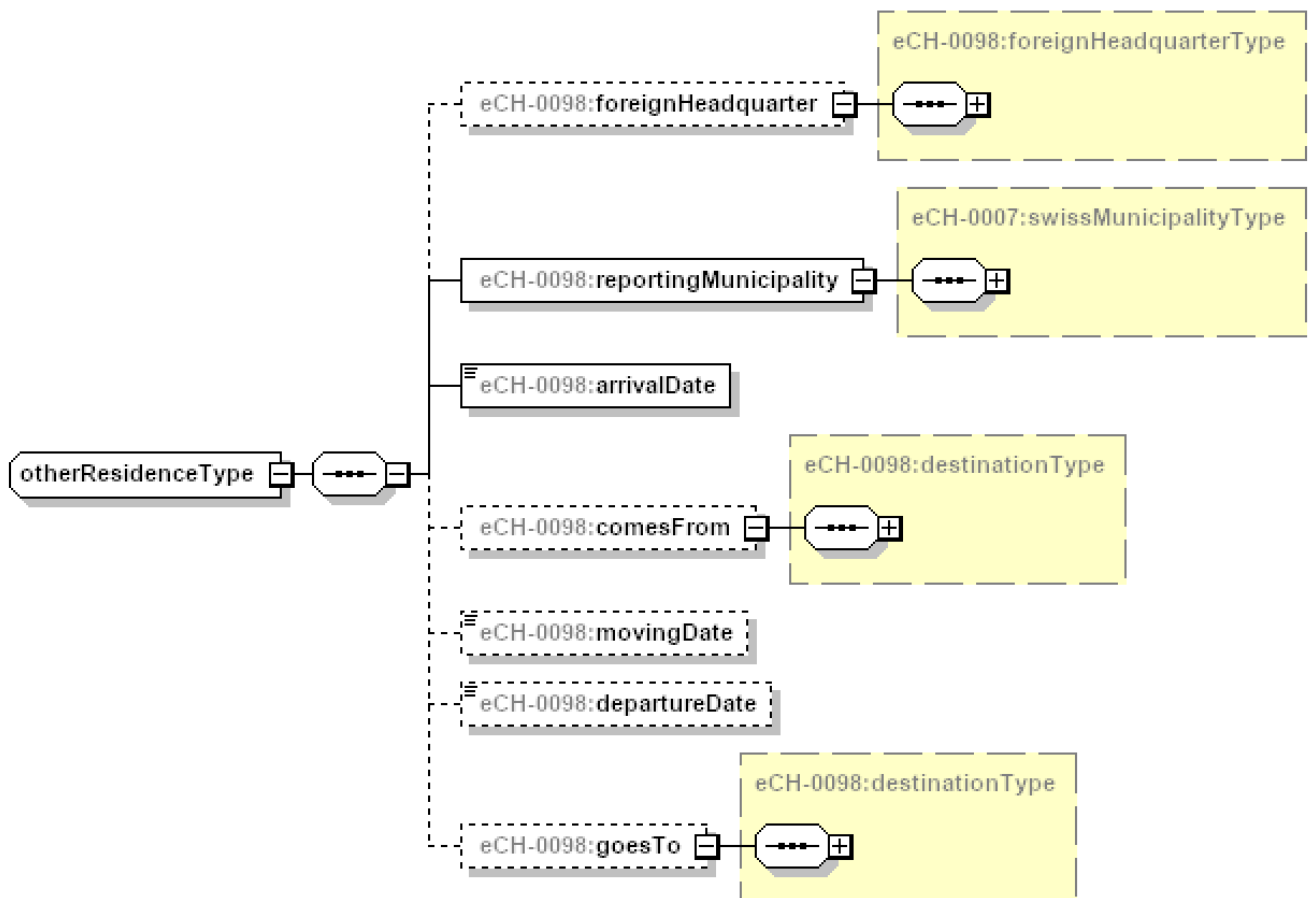 eCH-0098:foreignHeadquarterType
eCH-0098:foreignHeadquarter
eCH-0007:swissMunicipalityType
eCH-0098:reportingMunicipality
eCH-0098:arrivalDate
otherResidenceType
eCH-0098:destinationType
eCH-0098:comesFrom
eCH-0098:movingDate
eCH-0098:departureDate
eCH-0098:destinationType
eCH-0098:goesTo